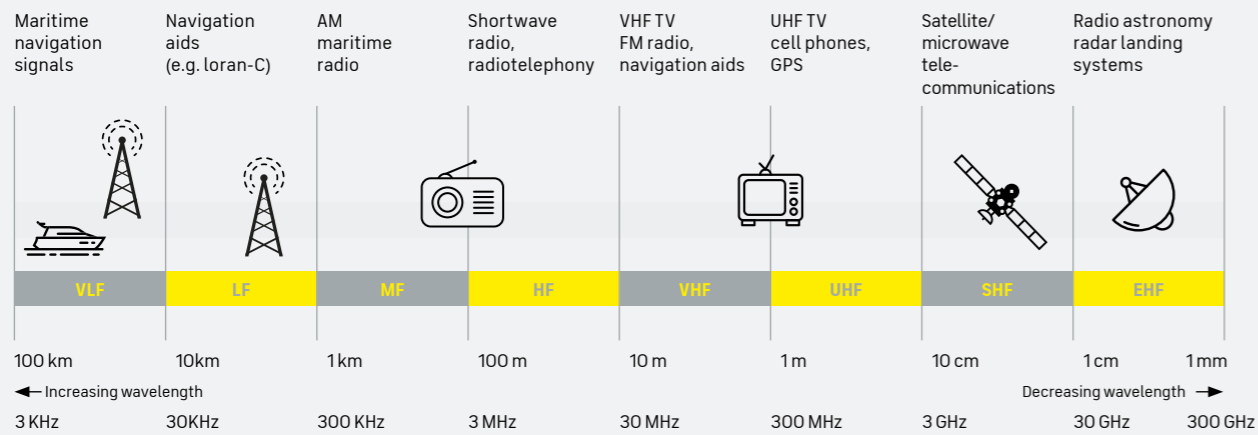 Maritime
navigation
signals
Navigation
aids
(e.g. loran-C)
AM
maritime
radio
Shortwave
radio,
radiotelephony
VHF TV
FM radio,
navigation aids
UHF TV
cell phones,
GPS
Satellite/
microwave
tele-
communications
Radio astronomy
radar landing
systems
VLF
LF
MF
HF
VHF
UHF
SHF
EHF
100 km
10km
1 km
100 m
10 m
1 m
10 cm
1 cm
1 mm
Increasing wavelength
Decreasing wavelength
3 KHz
30KHz
300 KHz
3 MHz
30 MHz
300 MHz
3 GHz
30 GHz
300 GHz